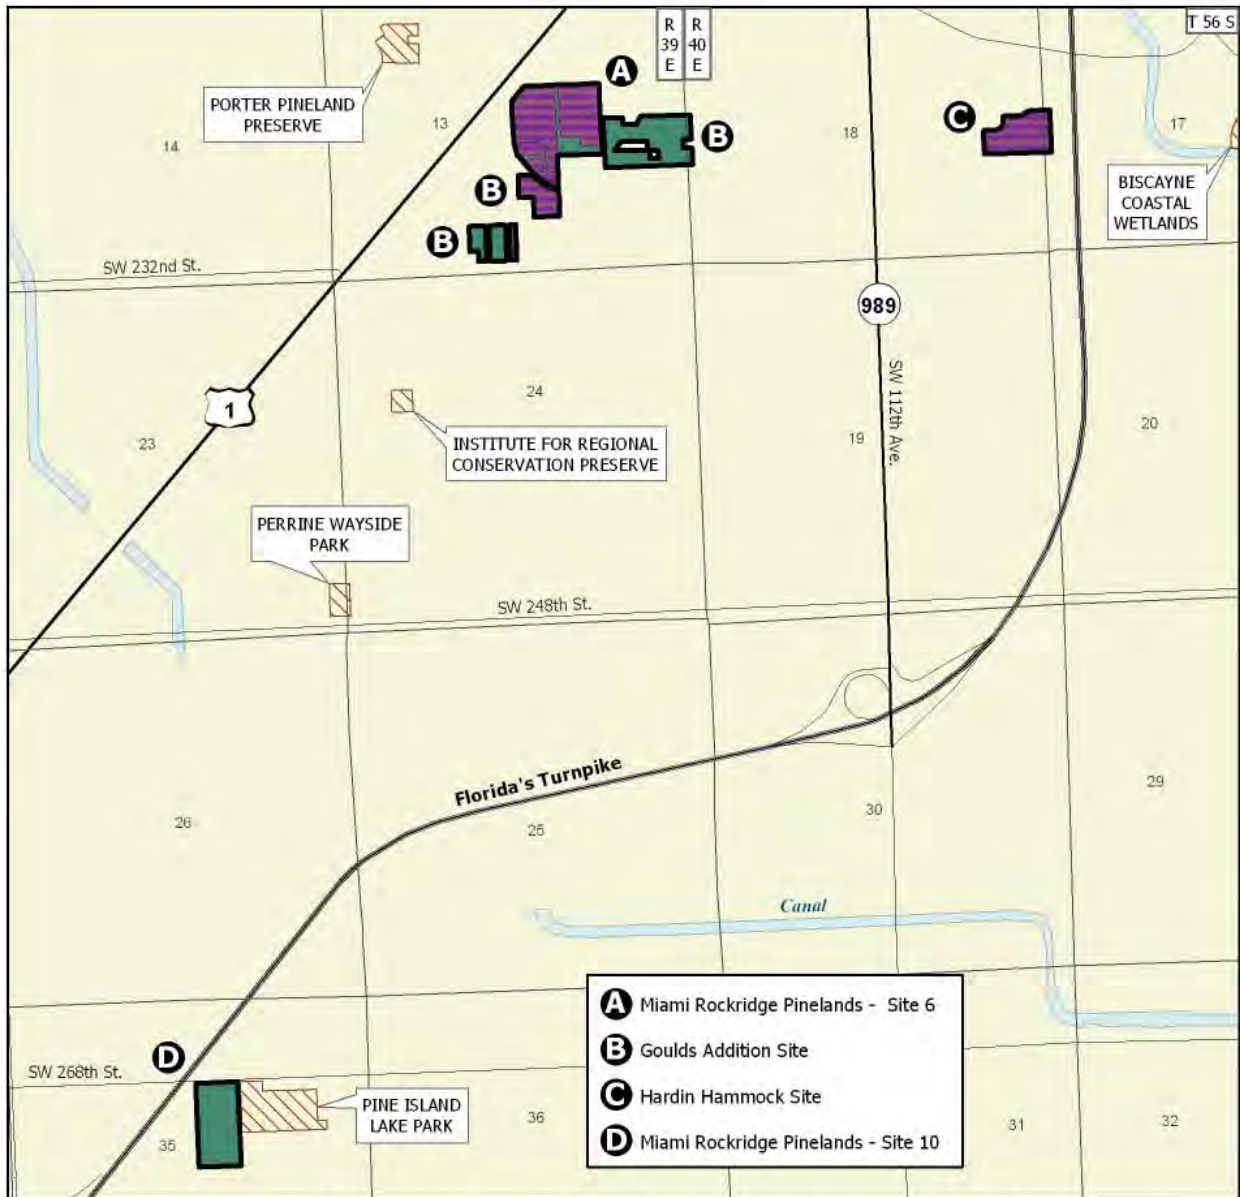 T 56 S
R
39
E
R
40
E
A
PORTER PINELAND
PRESERVE
13
14
B
18
C
17
B
BISCAYNE
COASTAL
WETLANDS
B
SW 232nd St.
989
SW 112th Ave.
1
24
23
INSTITUTE FOR REGIONAL
CONSERVATION PRESERVE
19
20
PERRINE WAYSIDE
PARK
SW 248th St.
Florida's Turnpike
26
25
30
29
Canal
A Miami Rockridge Pinelands - Site 6
B Goulds Addition Site
C Hardin Hammock Site
D Miami Rockridge Pinelands - Site 10
D
SW 268th St.
PINE ISLAND
LAKE PARK
35
36
31
32